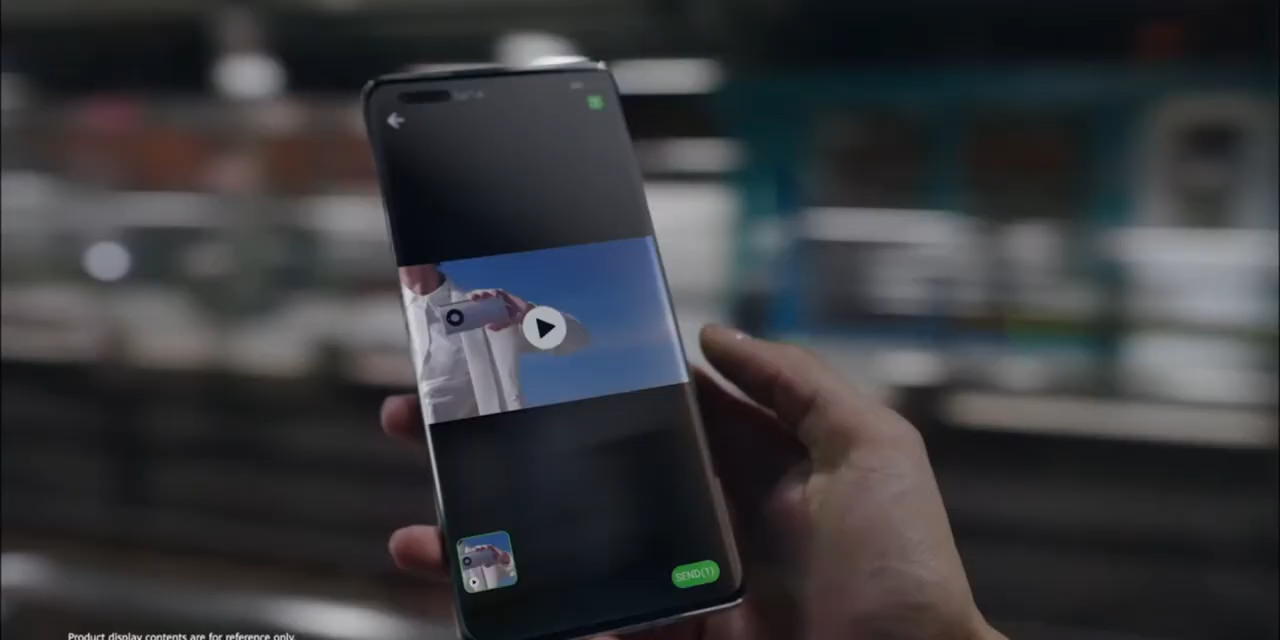 SEND(1)
Product display contents are for reference only.